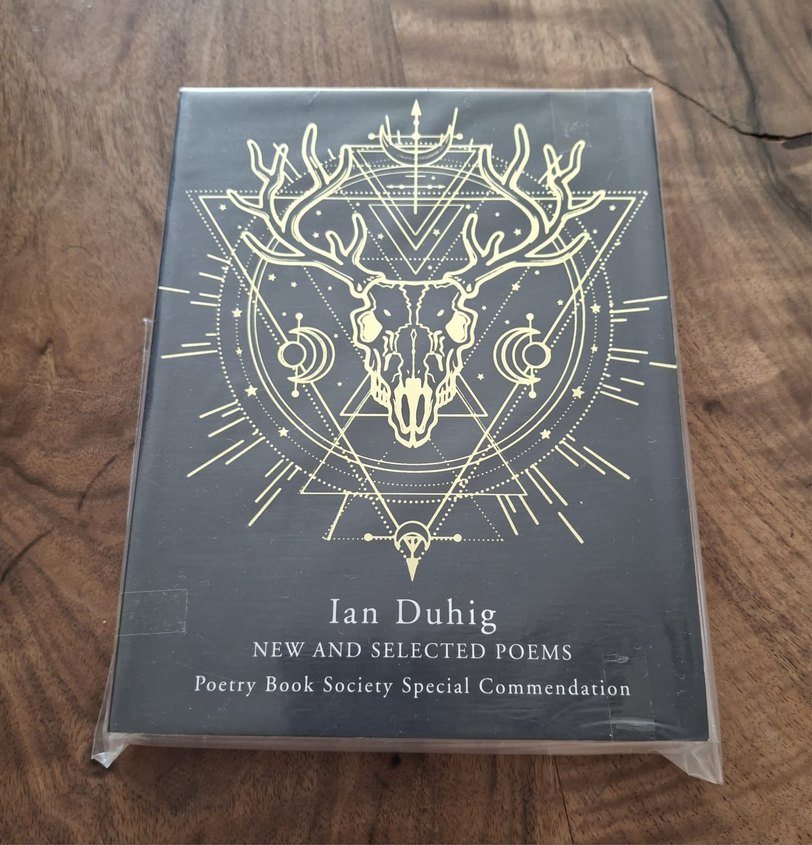 Ian Duhig
NEW AND SELECTED POEMS
Poetry Book Society Special Commendation